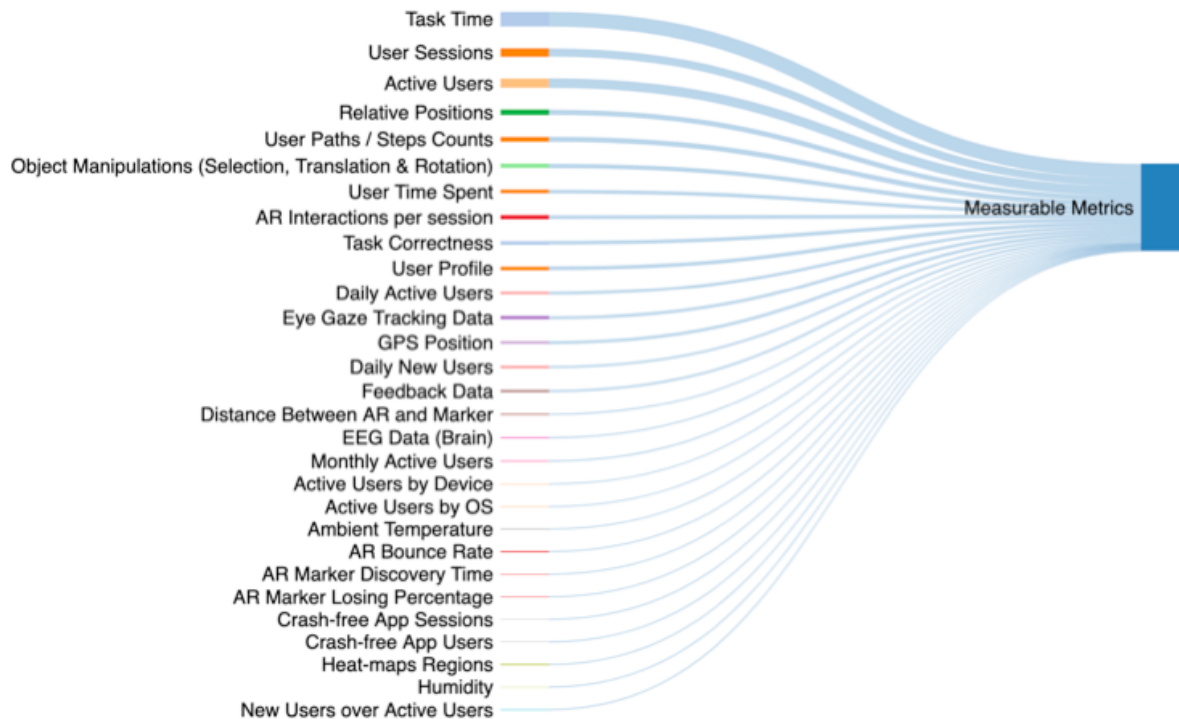 Task Time
User Sessions
Active Users
Relative Positions
User Paths / Steps Counts
Object Manipulations (Selection, Translation & Rotation)
User Time Spent
AR Interactions per session
Measurable Metrics
Task Correctness
User Profile
Daily Active Users
Eye Gaze Tracking Data
GPS Position
Daily New Users
Feedback Data
Distance Between AR and Marker
EEG Data (Brain)
Monthly Active Users
Active Users by Device
Active Users by OS
Ambient Temperature
AR Bounce Rate
AR Marker Discovery Time
AR Marker Losing Percentage
Crash-free App Sessions
Crash-free App Users
Heat-maps Regions
Humidity
New Users over Active Users